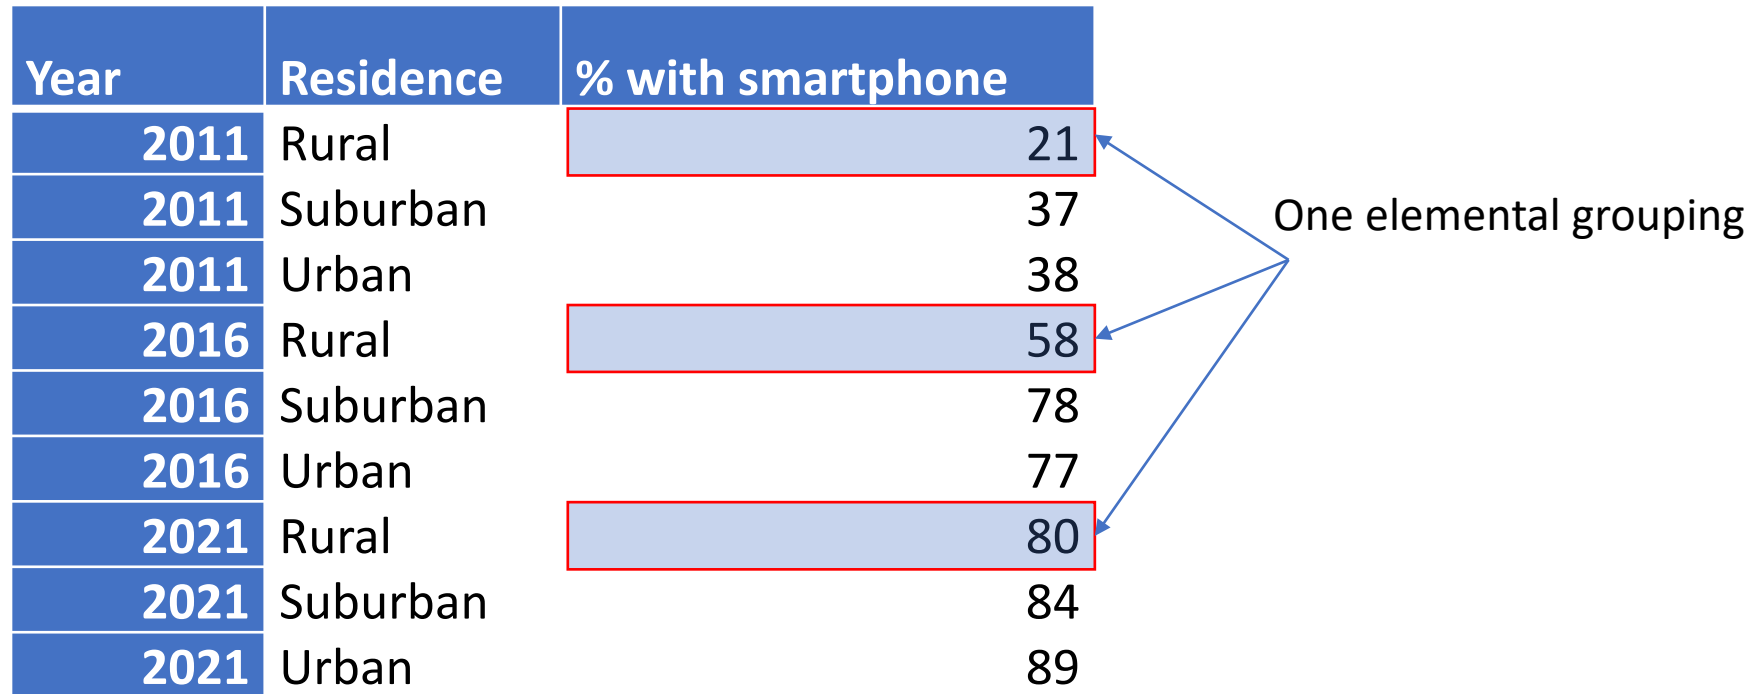 Year Residence % with smartphone
2011 Rural 21
2011 Suburban 37
2011 Urban 38
2016 Rural 58
2016 Suburban 78
2016 Urban 77
2021 Rural 80
2021 Suburban 84
2021 Urban 89
One elemental grouping